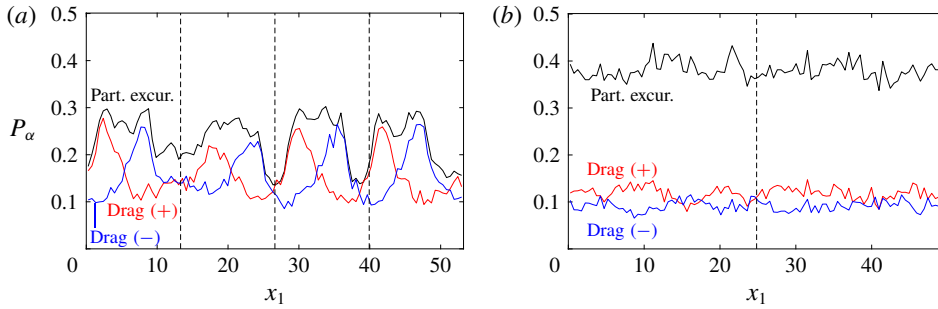 (a)
0.5
0.4
0.3
0.2
0.1
P_α
Part. excur.
Drag (+)
Drag (−)
0 10 20 30 40 50
x_1
(b)
0.5
0.4
0.3
0.2
0.1
Part. excur.
Drag (+)
Drag (−)
0 10 20 30 40
x_1